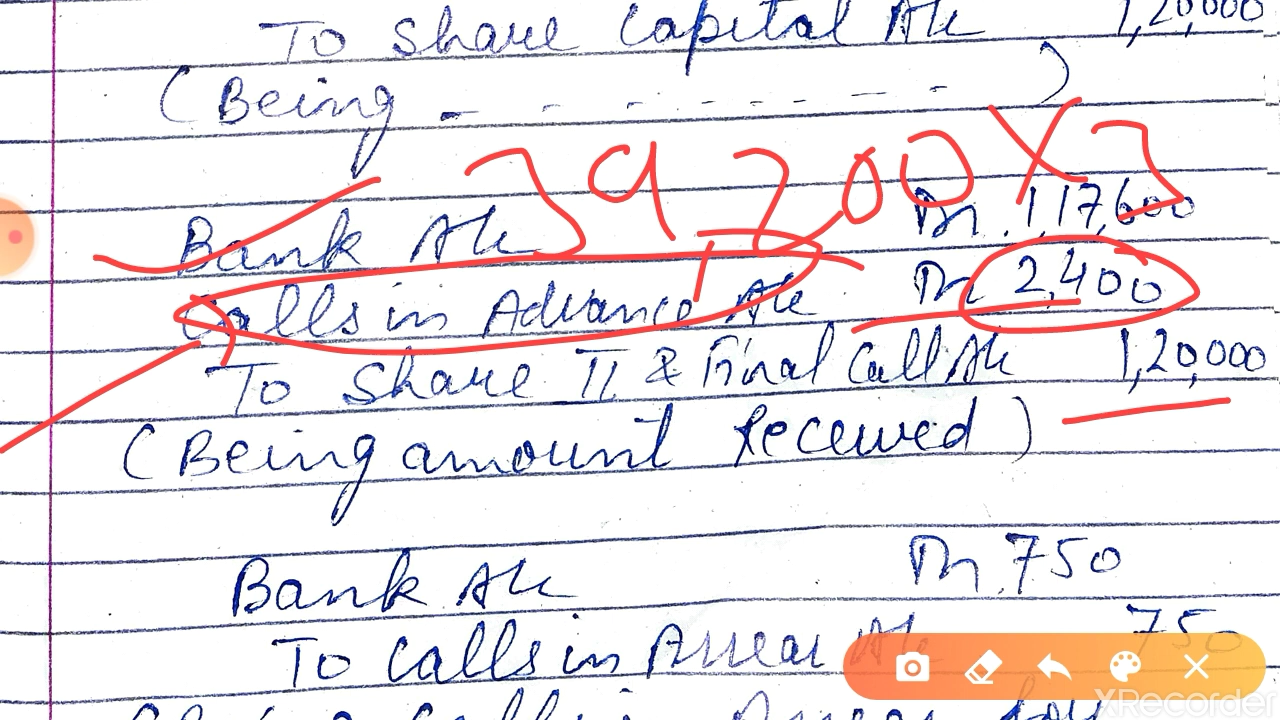 To Share Capital A/c 1,20,000
(Being - - - - - - - - - )
39,200 X 3
Bank A/c Dr. 1,17,600
Calls in Advance A/c Dr 2,400
To Share II & Final Call A/c 1,20,000
(Being amount received)
Bank A/c Dr. 750
To Calls in Arrear A/c 750
XRecorder